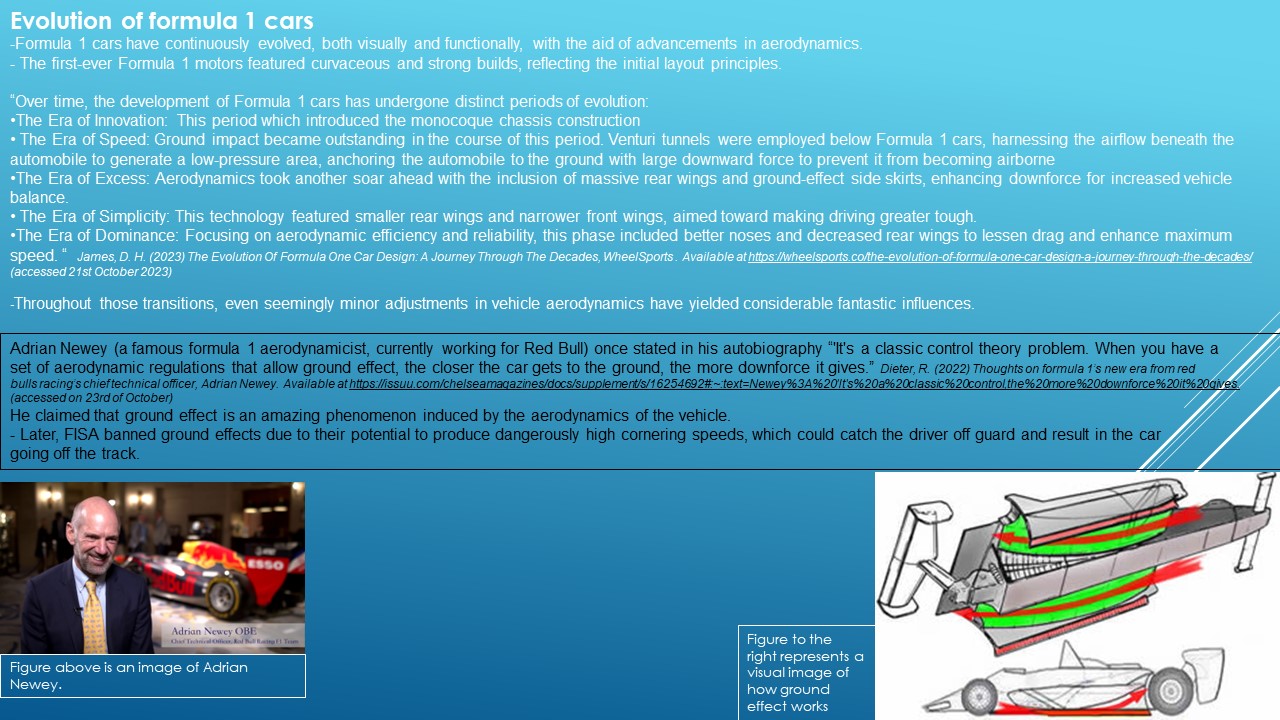 Evolution of formula 1 cars
-Formula 1 cars have continuously evolved, both visually and functionally, with the aid of advancements in aerodynamics.
- The first-ever Formula 1 motors featured curvaceous and strong builds, reflecting the initial layout principles.
“Over time, the development of Formula 1 cars has undergone distinct periods of evolution:
•The Era of Innovation: This period which introduced the monocoque chassis construction
• The Era of Speed: Ground impact became outstanding in the course of this period. Venturi tunnels were employed below Formula 1 cars, harnessing the airflow beneath the
automobile to generate a low-pressure area, anchoring the automobile to the ground with large downward force to prevent it from becoming airborne
•The Era of Excess: Aerodynamics took another soar ahead with the inclusion of massive rear wings and ground-effect side skirts, enhancing downforce for increased vehicle
balance.
• The Era of Simplicity: This technology featured smaller rear wings and narrower front wings, aimed toward making driving greater tough.
•The Era of Dominance: Focusing on aerodynamic efficiency and reliability, this phase included better noses and decreased rear wings to lessen drag and enhance maximum
speed. “ James, D. H. (2023) The Evolution Of Formula One Car Design: A Journey Through The Decades, WheelSports. Available at https://wheelsports.co/the-evolution-of-formula-one-car-design-a-journey-through-the-decades/
(accessed 21st October 2023)
-Throughout those transitions, even seemingly minor adjustments in vehicle aerodynamics have yielded considerable fantastic influences.
Adrian Newey (a famous formula 1 aerodynamicist, currently working for Red Bull) once stated in his autobiography “'It's a classic control theory problem. When you have a
set of aerodynamic regulations that allow ground effect, the closer the car gets to the ground, the more downforce it gives.” Dieter, R. (2022) Thoughts on formula 1's new era from red
bulls racing's chief technical officer, Adrian Newey. Available at https://issuu.com/chelseamagazines/docs/supplement/s/16254692#:~:text=Newey%3A%20'It's%20a%20classic%20control,the%20more%20downforce%20it%20gives.
(accessed on 23rd of October)
He claimed that ground effect is an amazing phenomenon induced by the aerodynamics of the vehicle.
- Later, FISA banned ground effects due to their potential to produce dangerously high cornering speeds, which could catch the driver off guard and result in the car
going off the track.
ESSO
Red Bull
Adrian Newey OBE
Chief Technical Officer, Red Bull Racing F1 Team
Figure above is an image of Adrian
Newey.
Figure to the
right represents a
visual image of
how ground
effect works